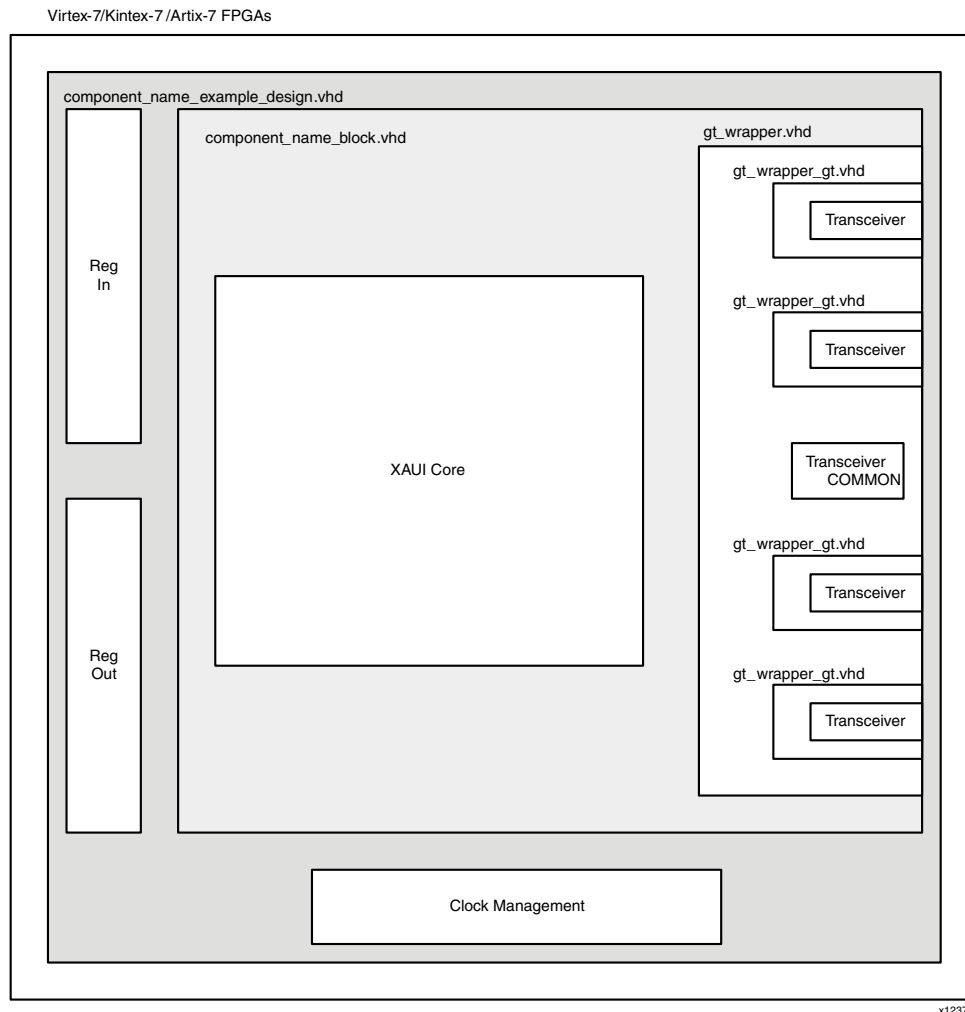 Virtex-7/Kintex-7 /Artix-7 FPGAs
component_name_example_design.vhd
component_name_block.vhd
gt_wrapper.vhd
gt_wrapper_gt.vhd
Transceiver
Reg
In
gt_wrapper_gt.vhd
Transceiver
XAUI Core
Transceiver
COMMON
gt_wrapper_gt.vhd
Transceiver
Reg
Out
gt_wrapper_gt.vhd
Transceiver
Clock Management
x1237